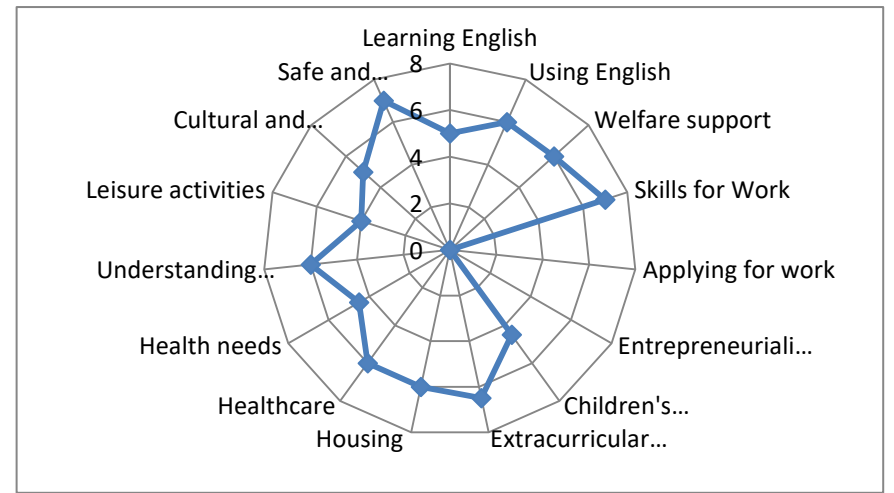 Learning English
8
Safe and...
Using English
6
Cultural and...
Welfare support
4
Leisure activities
Skills for Work
2
Understanding...
0
Applying for work
Health needs
Entrepreneuriali...
Healthcare
Children's...
Housing
Extracurricular...